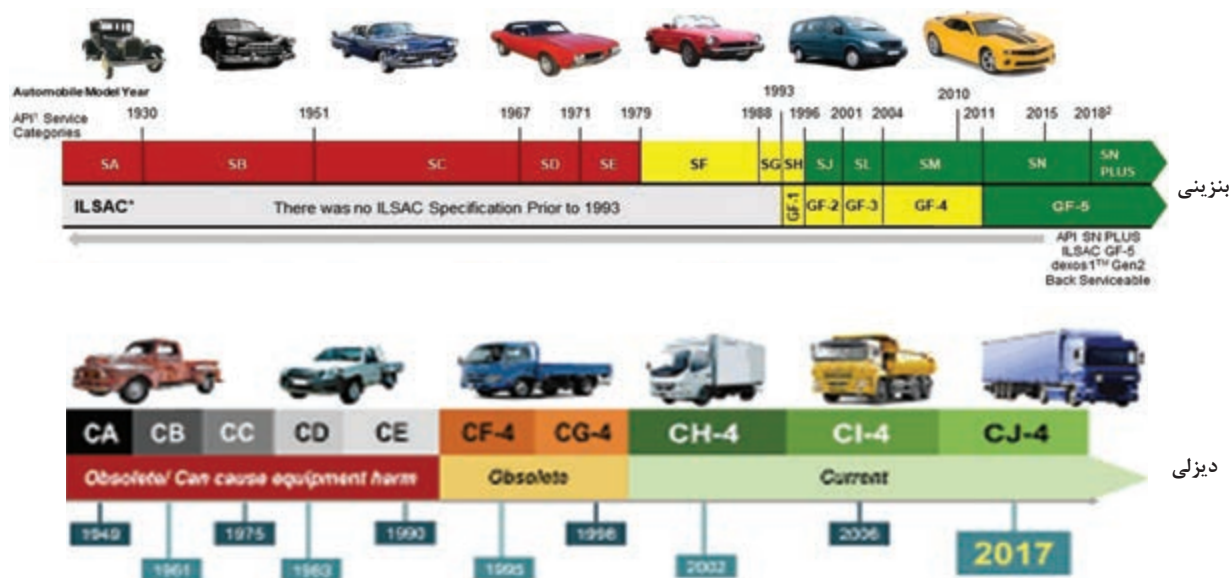 1993
2010
Automobile Model Year
API¹ Service
Categories
1930 1951 1967 1971 1979 1988 1996 2001 2004 2011 2015 2018²
SA SB SC SD SE SF SG SH SJ SL SM SN SN PLUS
بنزینی
ILSAC* There was no ILSAC Specification Prior to 1993 GF-1 GF-2 GF-3 GF-4 GF-5
API SN PLUS
ILSAC GF-5
dexos1™ Gen2
Back Serviceable
CA CB CC CD CE CF-4 CG-4 CH-4 CI-4 CJ-4
دیزلی
Obsolete/ Can cause equipment harm Obsolete Current
1949 1975 1990 1998 2006
1961 1983 1995 2002 2017